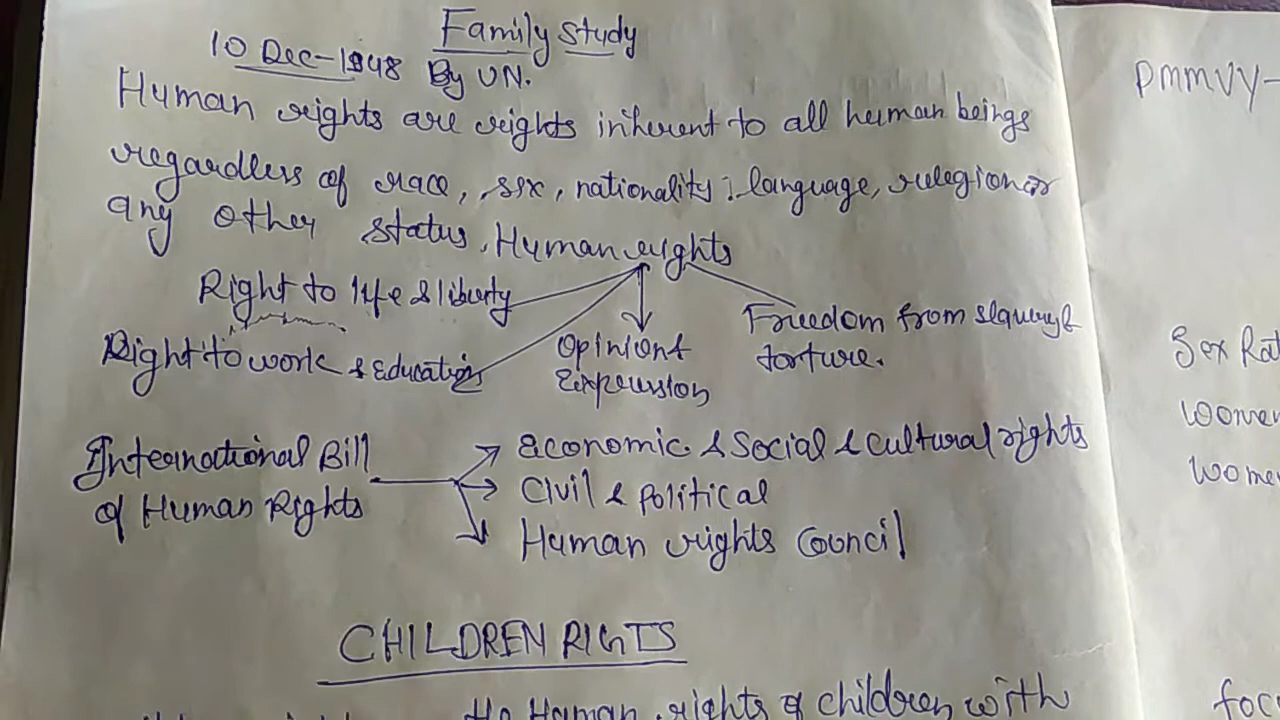 Family Study
10 Dec-1948 By UN.
Human rights are rights inherent to all human beings
regardless of race, sex, nationality, language, religion or
any other status. Human rights
Right to life & liberty
Freedom from slavery &
torture.
Opinion &
Expression
Right to work & Education
International Bill
of Human Rights
Economic & Social & cultural rights
Civil & political
Human rights Council
CHILDREN RIGHTS
Human rights of children with
PMMVY-
Sex Rat
women
wome
foc